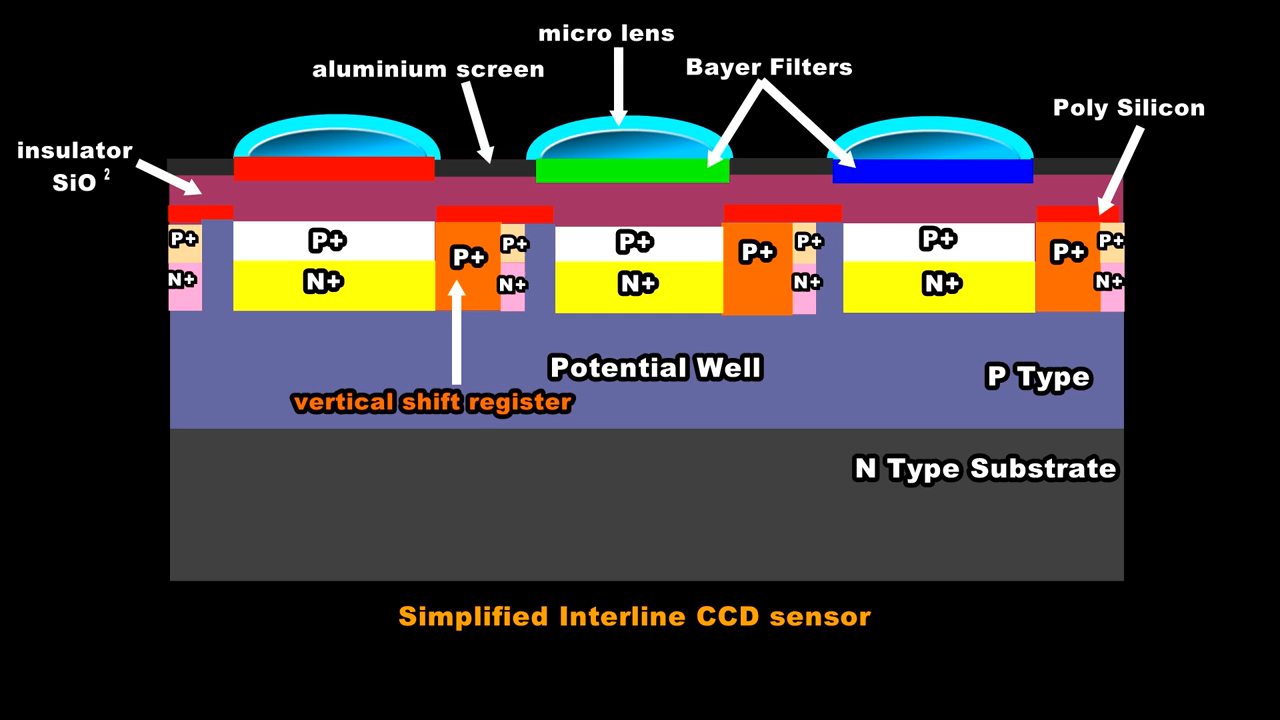 micro lens
aluminium screen
Bayer Filters
Poly Silicon
insulator
SiO ²
P+ P+ P+ P+ P+ P+ P+ P+ P+ P+
N+ N+ N+ N+ N+ N+ N+
Potential Well
P Type
vertical shift register
N Type Substrate
Simplified Interline CCD sensor